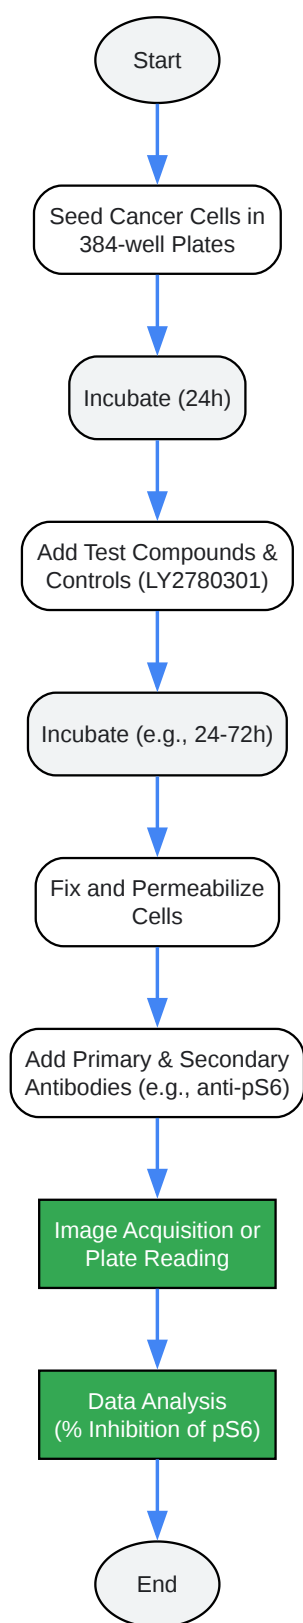 Start
Seed Cancer Cells in
384-well Plates
Incubate (24h)
Add Test Compounds &
Controls (LY2780301)
Incubate (e.g., 24-72h)
Fix and Permeabilize
Cells
Add Primary & Secondary
Antibodies (e.g., anti-pS6)
Image Acquisition or
Plate Reading
Data Analysis
(% Inhibition of pS6)
End